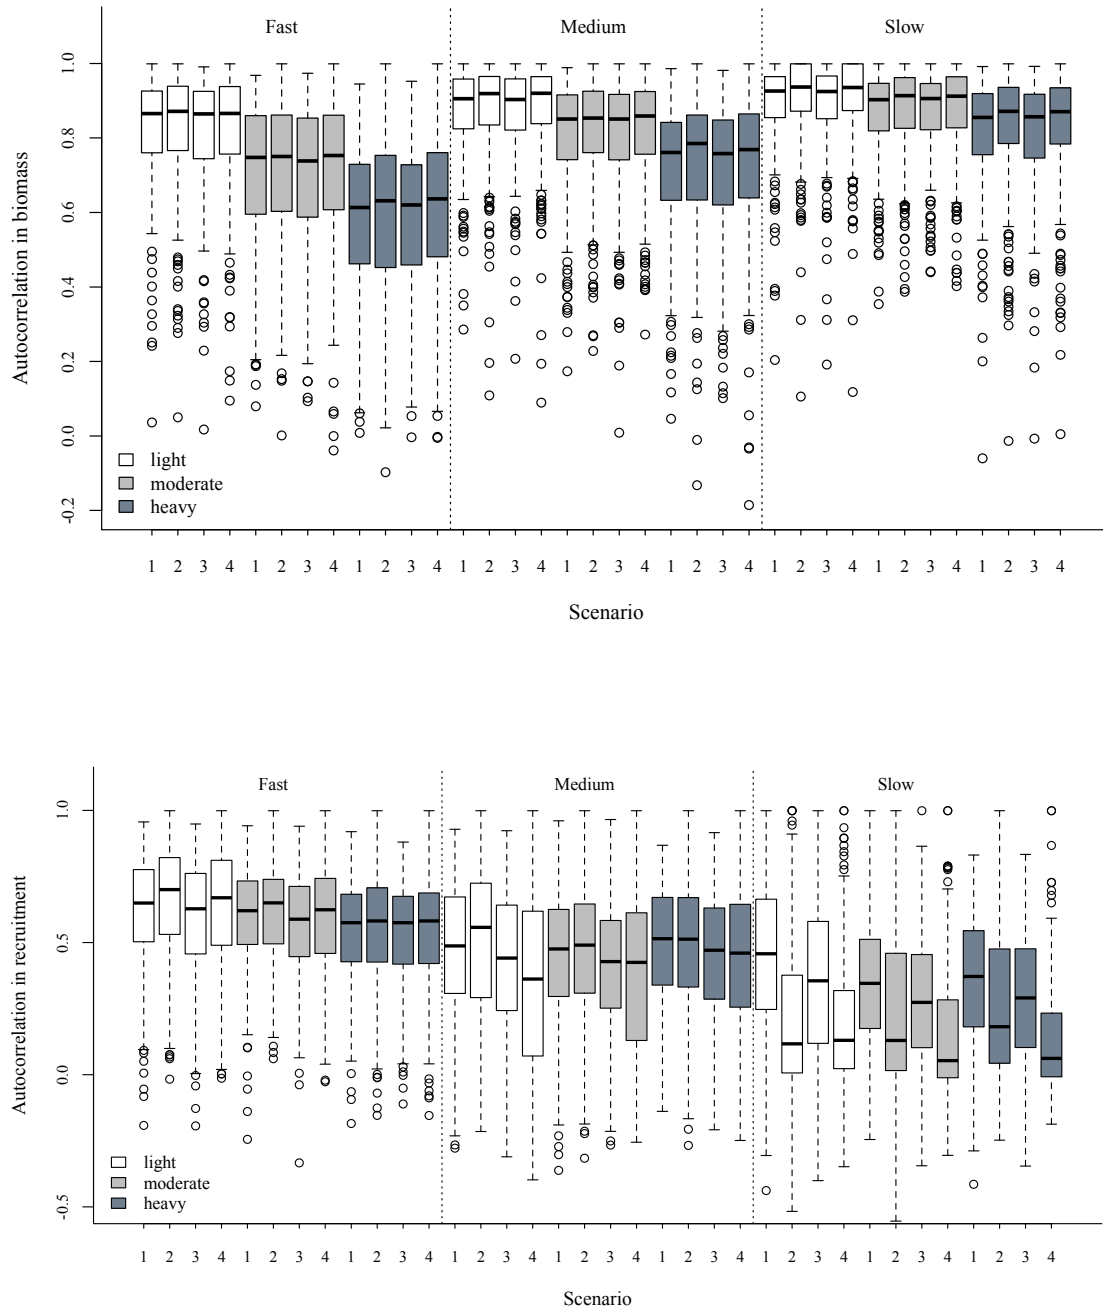 Fast Medium Slow
1.0
0.8
0.6
0.4
0.2
0.0
-0.2
Autocorrelation in biomass
light
moderate
heavy
1 2 3 4 1 2 3 4 1 2 3 4 1 2 3 4 1 2 3 4 1 2 3 4 1 2 3 4 1 2 3 4 1 2 3 4
Scenario
Fast Medium Slow
1.0
0.5
0.0
-0.5
Autocorrelation in recruitment
light
moderate
heavy
1 2 3 4 1 2 3 4 1 2 3 4 1 2 3 4 1 2 3 4 1 2 3 4 1 2 3 4 1 2 3 4 1 2 3 4
Scenario